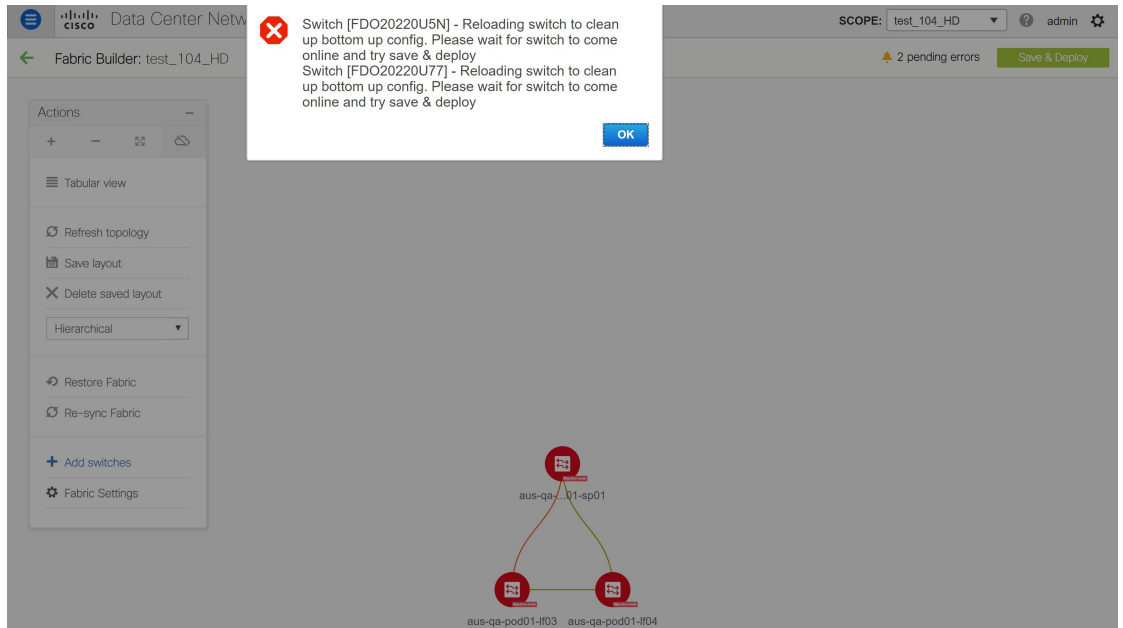 cisco
Data Center Netw
SCOPE: test_104_HD
admin
Switch [FDO20220U5N] - Reloading switch to clean
up bottom up config. Please wait for switch to come
online and try save & deploy
Switch [FDO20220U77] - Reloading switch to clean
up bottom up config. Please wait for switch to come
online and try save & deploy
OK
Fabric Builder: test_104_HD
2 pending errors
Save & Deploy
Actions
Tabular view
Refresh topology
Save layout
Delete saved layout
Hierarchical
Restore Fabric
Re-sync Fabric
Add switches
Fabric Settings
aus-qa-...01-sp01
aus-qa-pod01-lf03
aus-qa-pod01-lf04